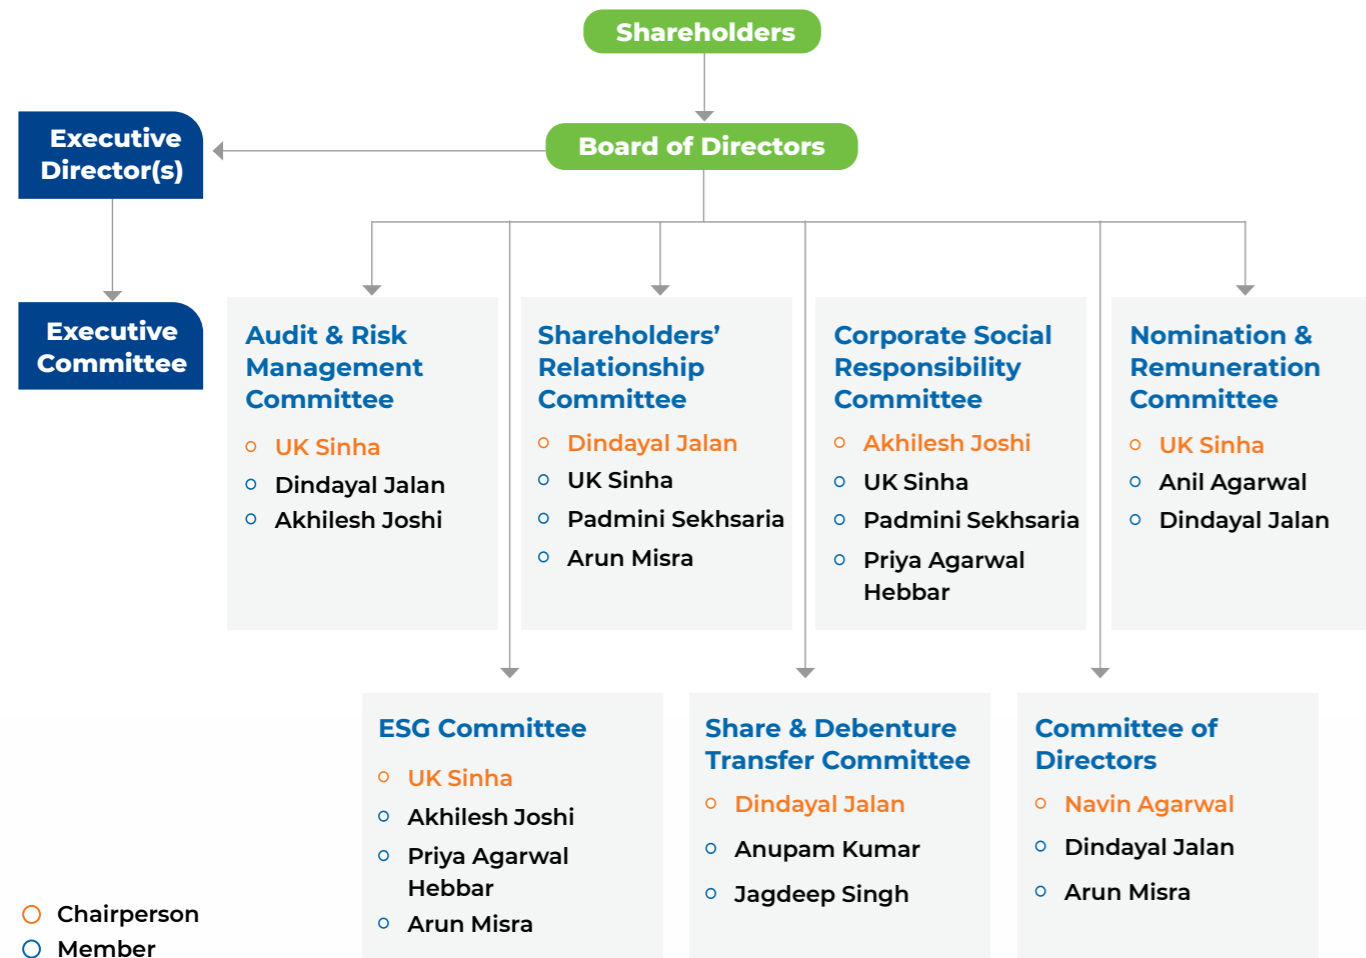 Shareholders
Board of Directors
Executive
Director(s)
Executive
Committee
Audit & Risk
Management
Committee
UK Sinha
Dindayal Jalan
Akhilesh Joshi
Shareholders’
Relationship
Committee
Dindayal Jalan
UK Sinha
Padmini Sekhsaria
Arun Misra
Corporate Social
Responsibility
Committee
Akhilesh Joshi
UK Sinha
Padmini Sekhsaria
Priya Agarwal
Hebbar
Nomination &
Remuneration
Committee
UK Sinha
Anil Agarwal
Dindayal Jalan
ESG Committee
UK Sinha
Akhilesh Joshi
Priya Agarwal
Hebbar
Arun Misra
Share & Debenture
Transfer Committee
Dindayal Jalan
Anupam Kumar
Jagdeep Singh
Committee of
Directors
Navin Agarwal
Dindayal Jalan
Arun Misra
Chairperson
Member